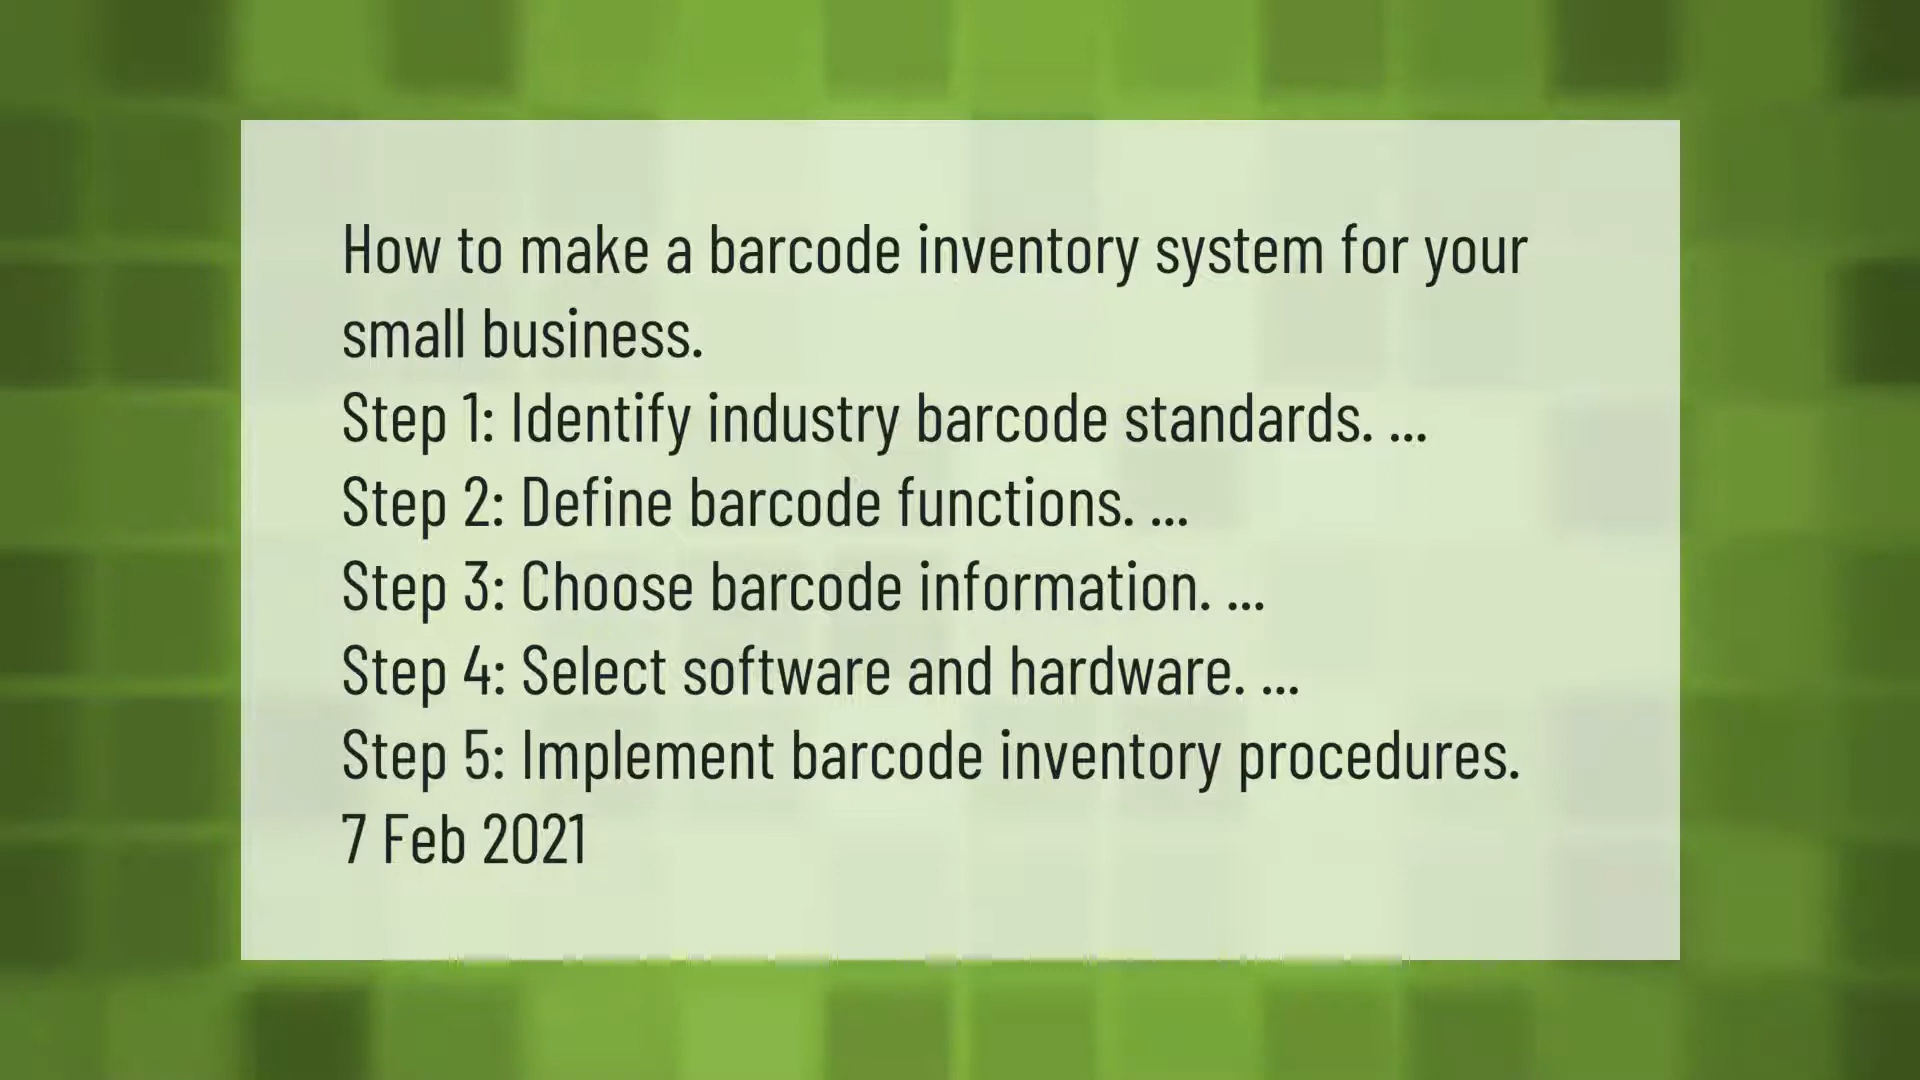 How to make a barcode inventory system for your
small business.
Step 1: Identify industry barcode standards. ...
Step 2: Define barcode functions. ...
Step 3: Choose barcode information. ...
Step 4: Select software and hardware. ...
Step 5: Implement barcode inventory procedures.
7 Feb 2021